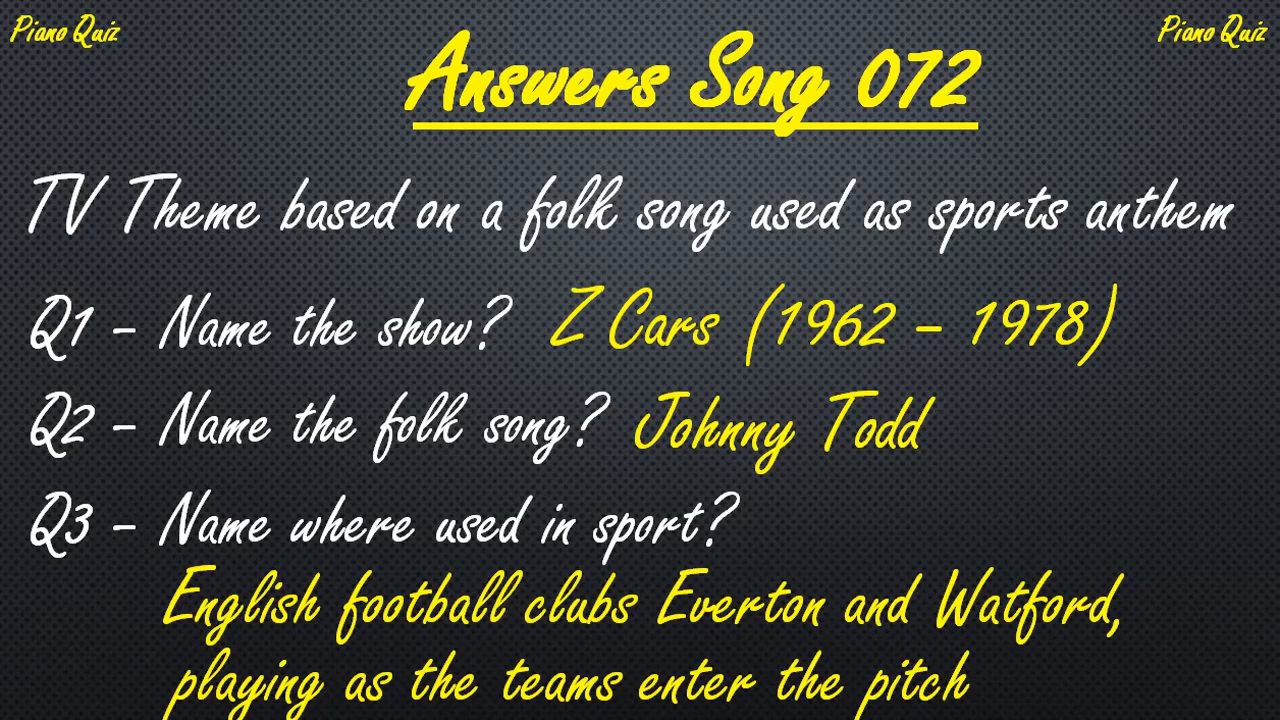 Piano Quiz
Piano Quiz
Answers Song 072
TV Theme based on a folk song used as sports anthem
Q1 – Name the show? Z Cars (1962 – 1978)
Q2 – Name the folk song? Johnny Todd
Q3 – Name where used in sport?
English football clubs Everton and Watford,
playing as the teams enter the pitch